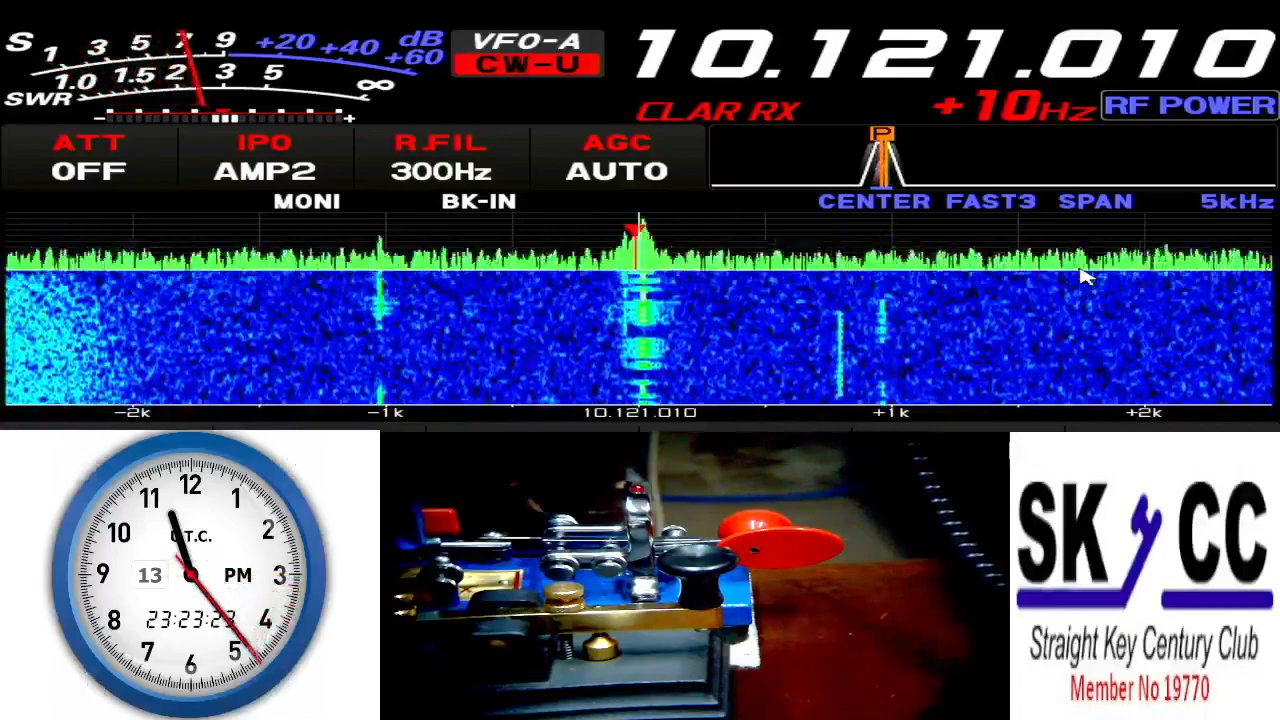 S 1 3 5 7 9 +20 +40 +60 dB
1.0 1.5 2 3 5 ∞
SWR
- +
VFO-A
CW-U
10.121.010
CLAR RX +10Hz RF POWER
ATT IPO R.FIL AGC
OFF AMP2 300Hz AUTO
P
MONI BK-IN CENTER FAST3 SPAN 5kHz
-2k -1k 10.121.010 +1k +2k
12
11 1
10 2
9 3
8 4
7 5
6
U.T.C.
13 PM
23:23:23
SK CC
Straight Key Century Club
Member No 19770